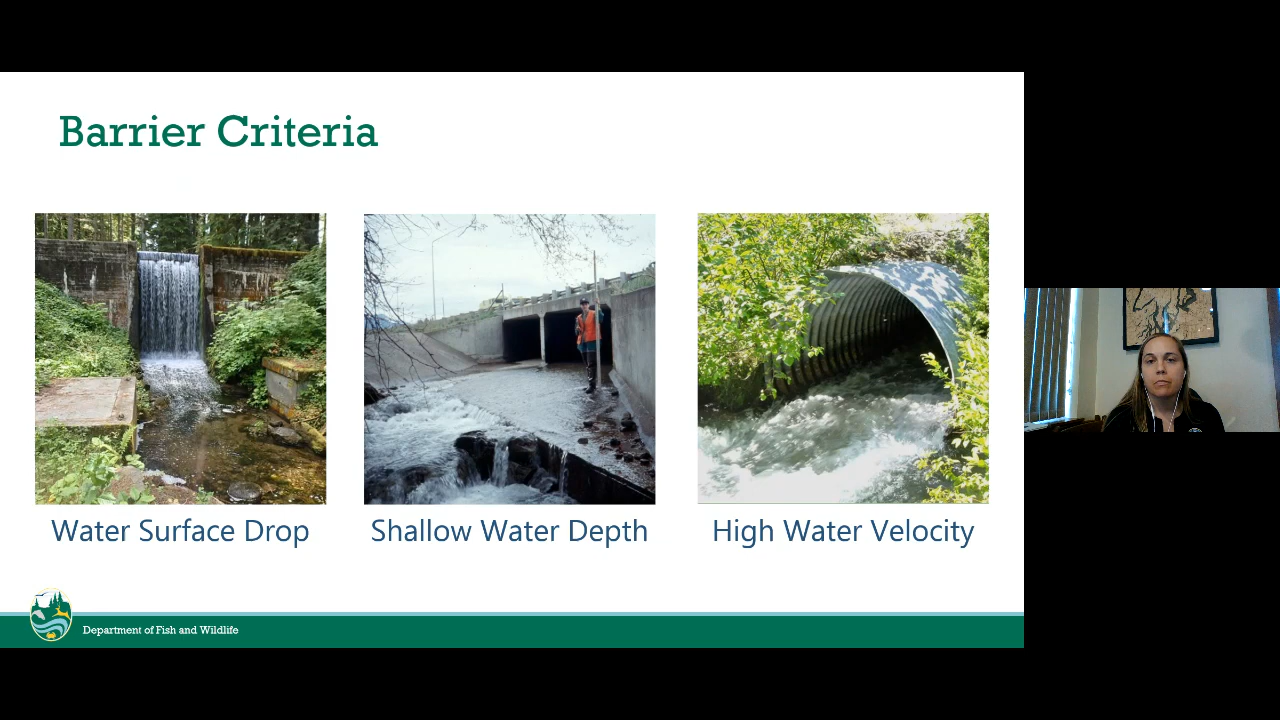 Barrier Criteria
Water Surface Drop
Shallow Water Depth
High Water Velocity
Department of Fish and Wildlife